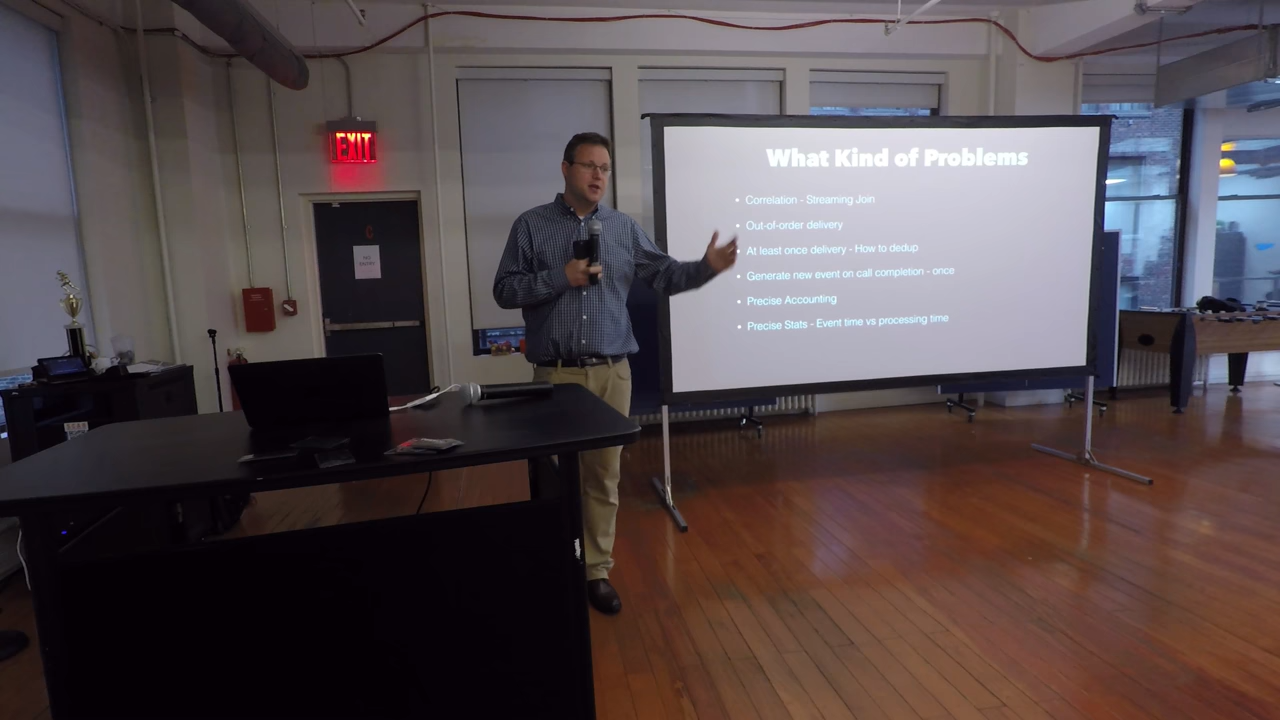 EXIT
What Kind of Problems
• Correlation - Streaming Join
• Out-of-order delivery
• At least once delivery - How to dedup
• Generate new event on call completion - once
• Precise Accounting
• Precise Stats - Event time vs processing time